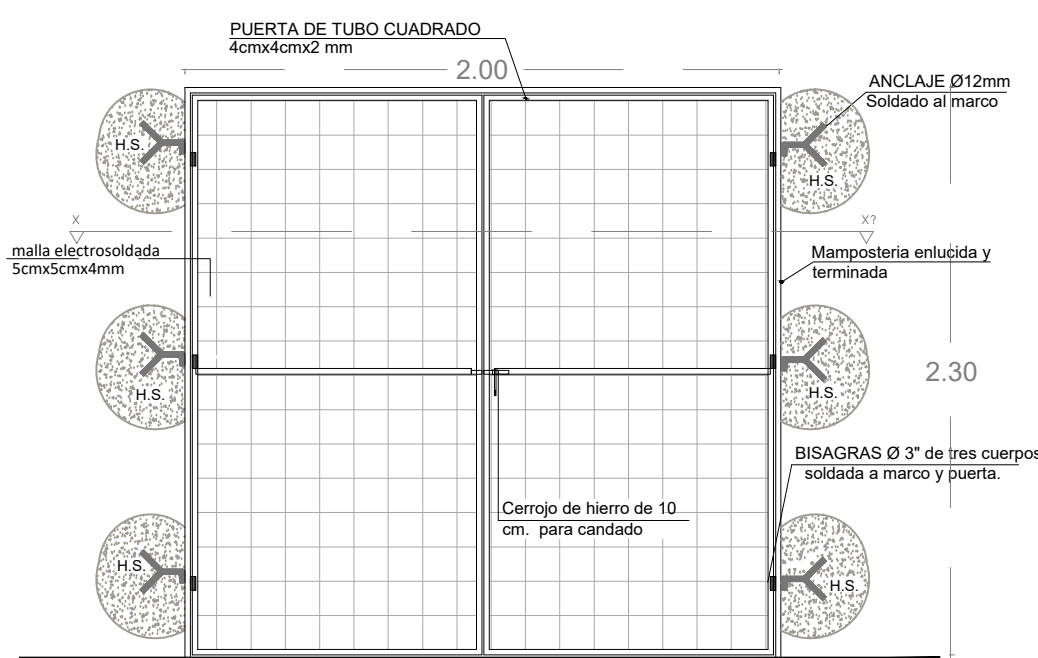 PUERTA DE TUBO CUADRADO
4cmx4cmx2 mm
2.00
ANCLAJE Ø12mm
Soldado al marco
H.S.
H.S.
X
X?
malla electrosoldada
5cmx5cmx4mm
Mamposteria enlucida y
terminada
2.30
H.S.
H.S.
BISAGRAS Ø 3" de tres cuerpos
soldada a marco y puerta.
Cerrojo de hierro de 10
cm. para candado
H.S.
H.S.